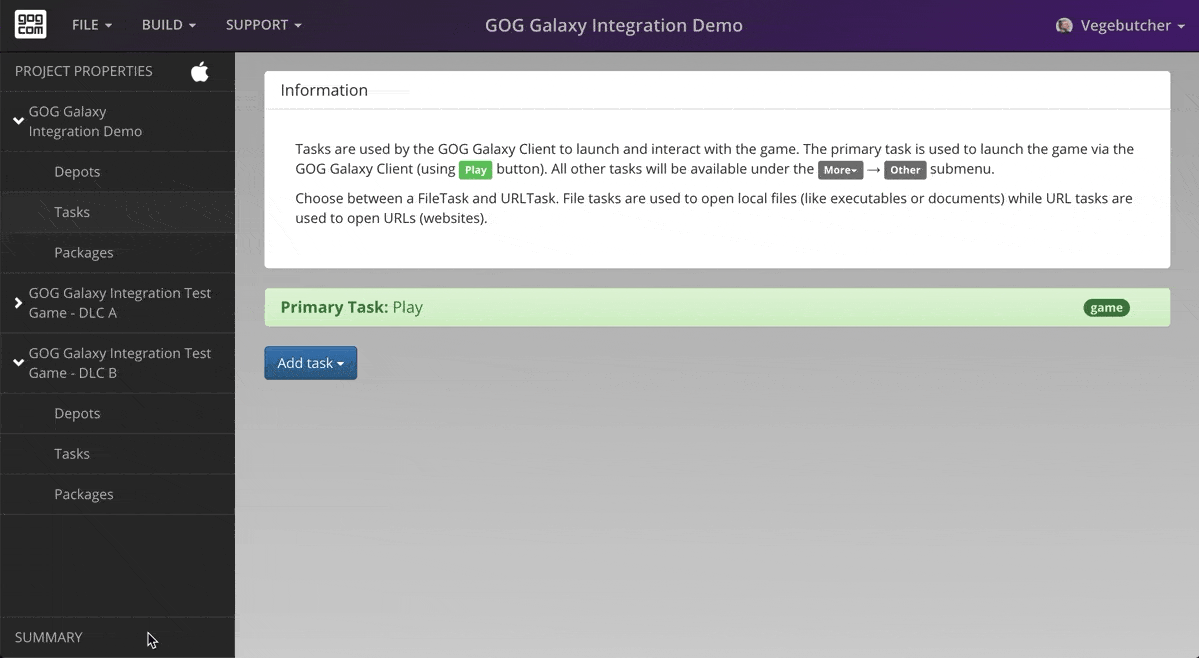 gog
com
FILE
BUILD
SUPPORT
GOG Galaxy Integration Demo
Vegebutcher
PROJECT PROPERTIES
GOG Galaxy
Integration Demo
Depots
Tasks
Packages
GOG Galaxy Integration Test
Game - DLC A
GOG Galaxy Integration Test
Game - DLC B
Depots
Tasks
Packages
SUMMARY
Information
Tasks are used by the GOG Galaxy Client to launch and interact with the game. The primary task is used to launch the game via the
GOG Galaxy Client (using Play button). All other tasks will be available under the More → Other submenu.
Choose between a FileTask and URLTask. File tasks are used to open local files (like executables or documents) while URL tasks are
used to open URLs (websites).
Primary Task: Play
game
Add task